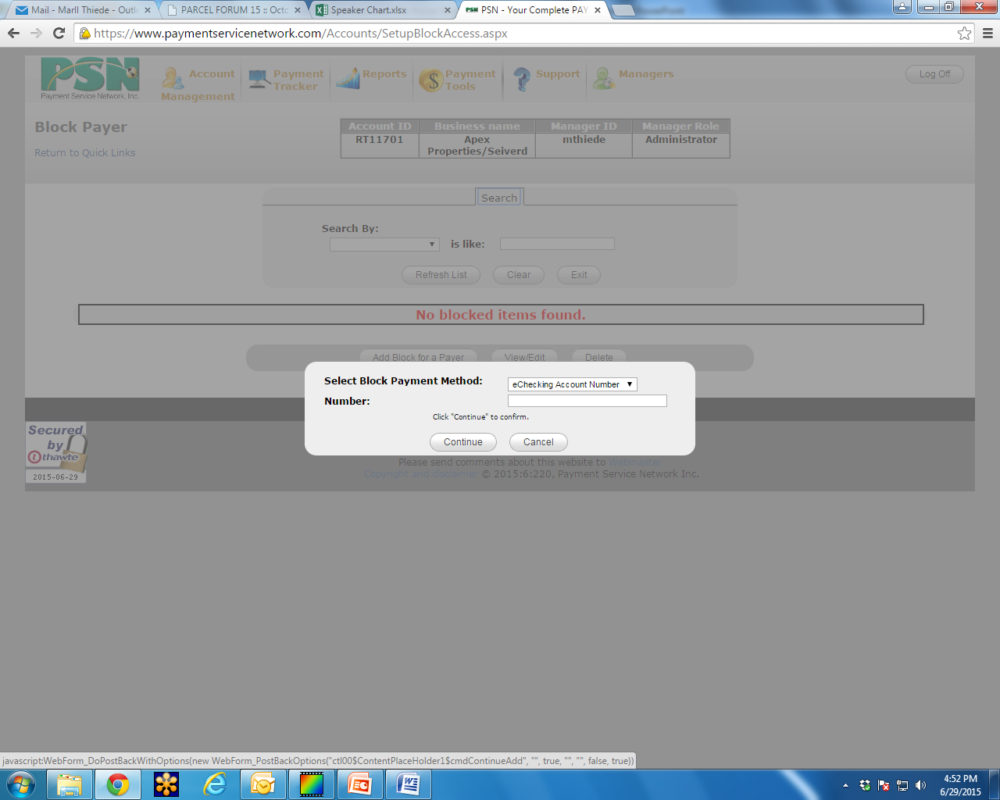 Mail - Marll Thiede - Outl
PARCEL FORUM 15 :: Octo
Speaker Chart.xlsx
PSN - Your Complete PAY
https://www.paymentservicenetwork.com/Accounts/SetupBlockAccess.aspx
PSN
Payment Service Network, Inc.
Account Management
Payment Tracker
Reports
Payment Tools
Support
Managers
Log Off
Block Payer
Return to Quick Links
Account ID Business name Manager ID Manager Role
RT11701 Apex Properties/Seiverd mthiede Administrator
Search
Search By:
is like:
Refresh List Clear Exit
No blocked items found.
Add Block for a Payer View/Edit Delete
Select Block Payment Method: eChecking Account Number
Number:
Click "Continue" to confirm.
Continue Cancel
Secured
by
thawte
2015-06-29
Please send comments about this website to Webmaster
Copyright and disclaimer © 2015:6:220, Payment Service Network Inc.
javascript:WebForm_DoPostBackWithOptions(new WebForm_PostBackOptions("ctl00$ContentPlaceHolder1$cmdContinueAdd", "", true, "", "", false, true))
4:52 PM
6/29/2015